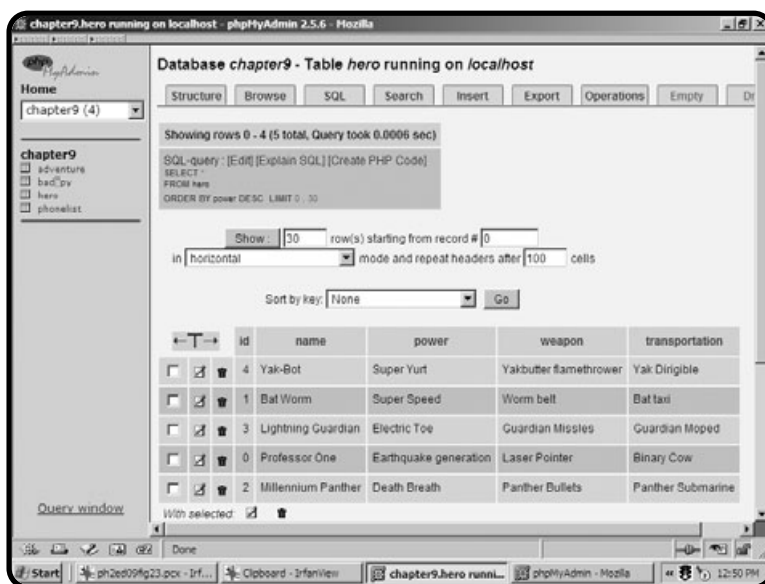 chapter9.hero running on localhost - phpMyAdmin 2.5.6 - Mozilla
php
MyAdmin
Home
chapter9 (4)
chapter9
adventure
hero
phonelist
Query window
Database chapter9 - Table hero running on localhost
Structure Browse SQL Search Insert Export Operations Empty Dr
Showing rows 0 - 4 (5 total, Query took 0.0006 sec)
SQL-query : [Edit] [Explain SQL] [Create PHP Code]
SELECT *
FROM hero
ORDER BY power DESC LIMIT 0 , 30
Show : 30 row(s) starting from record # 0
in horizontal mode and repeat headers after 100 cells
Sort by key: None Go
←T→ id name power weapon transportation
4 Yak-Bot Super Yurt Yakbutter flamethrower Yak Dirigible
1 Bat Worm Super Speed Worm belt Bat taxi
3 Lightning Guardian Electric Toe Guardian Missles Guardian Moped
0 Professor One Earthquake generation Laser Pointer Binary Cow
2 Millennium Panther Death Breath Panther Bullets Panther Submarine
With selected:
Done
Start ph2ed09fig23.pcx - Irf... Clipboard - IrfanView chapter9.hero runni... phpMyAdmin - Mozilla 12:50 PM